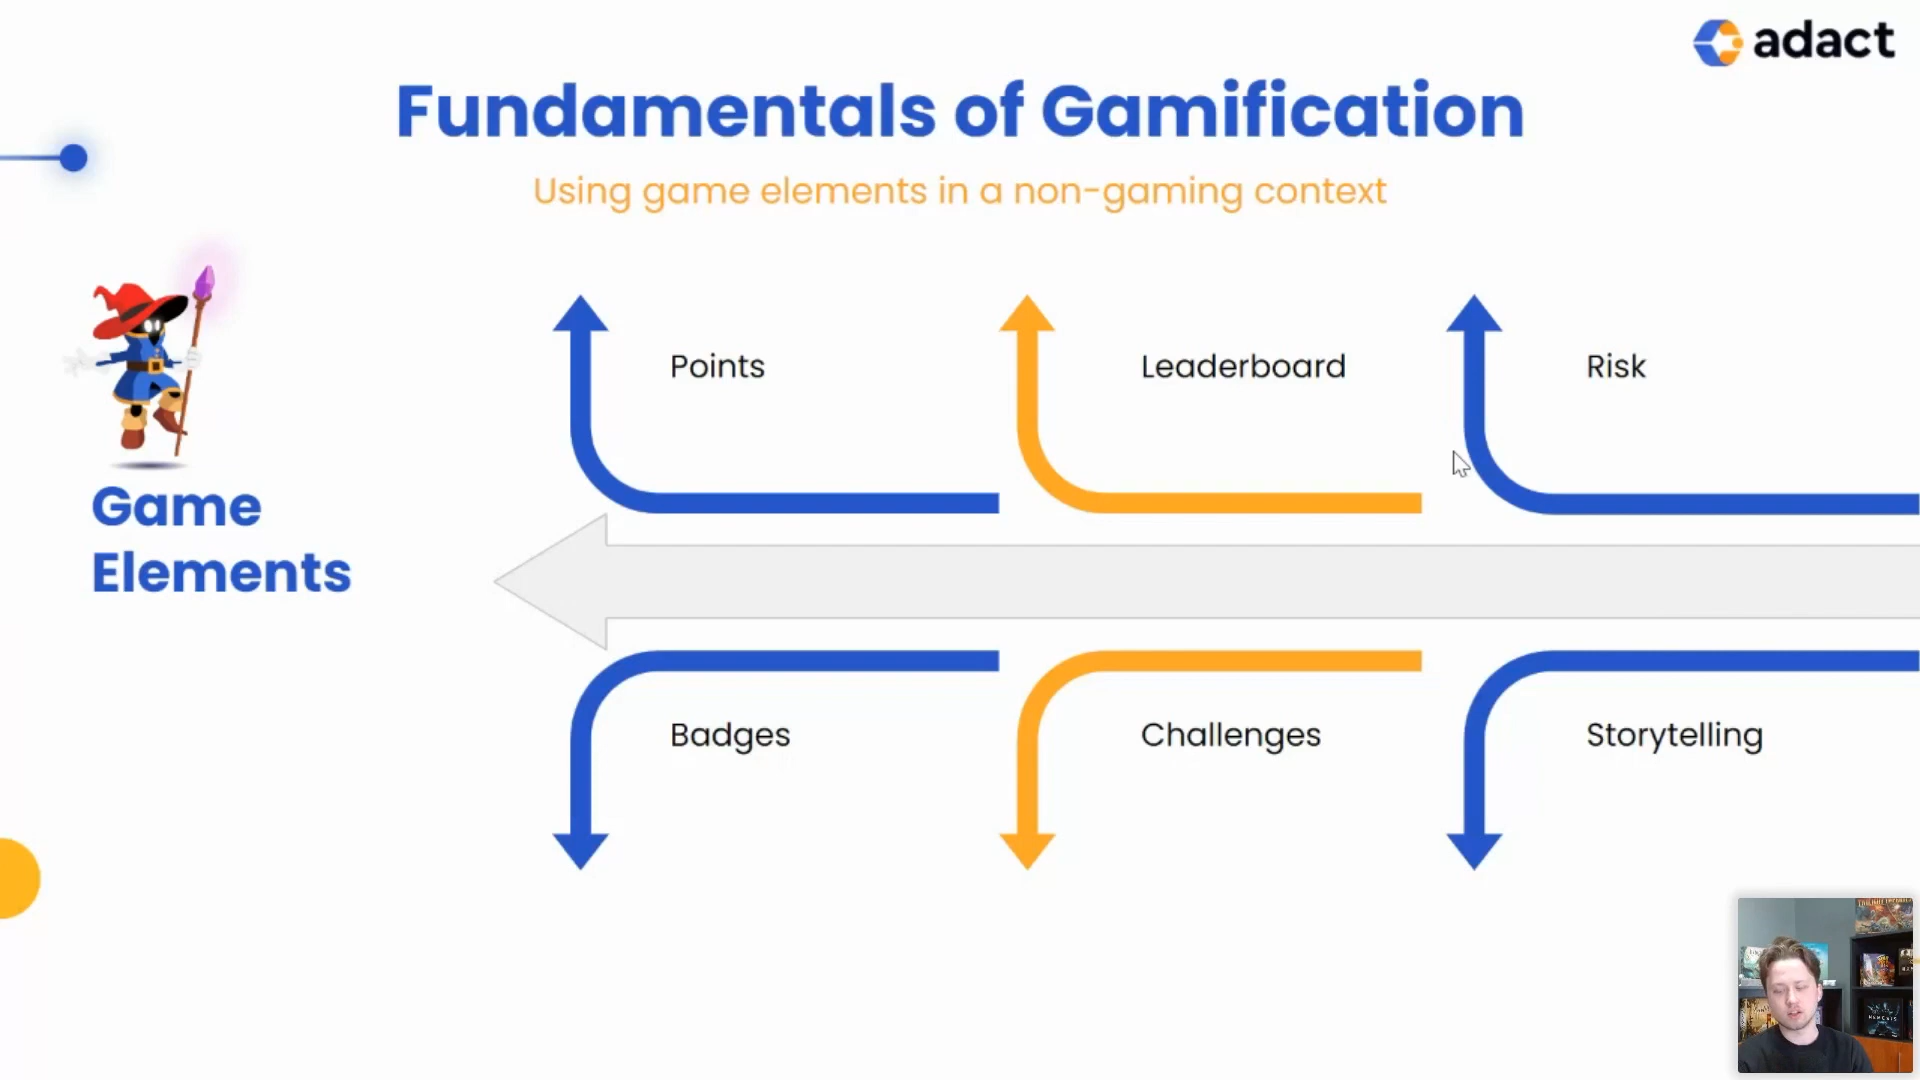 adact
Fundamentals of Gamification
Using game elements in a non-gaming context
Points
Leaderboard
Risk
Game
Elements
Badges
Challenges
Storytelling
NEMESIS